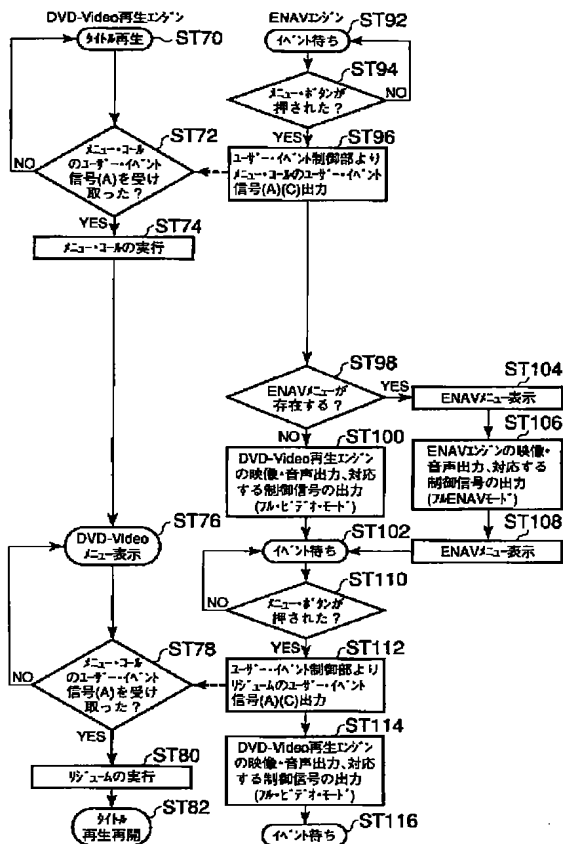 DVD-Video再生ｴﾝｼﾞﾝ
ﾀｲﾄﾙ再生
ST70
ST72
ﾒﾆｭｰ･ｺｰﾙ
のﾕｰｻﾞｰ･ｲﾍﾞﾝﾄ
信号(A)を受け
取った?
NO
YES
ST74
ﾒﾆｭｰ･ｺｰﾙの実行
ST76
DVD-Video
ﾒﾆｭｰ表示
ST78
ﾒﾆｭｰ･ｺｰﾙ
のﾕｰｻﾞｰ･ｲﾍﾞﾝﾄ
信号(A)を受け
取った?
NO
YES
ST80
ﾘｼﾞｭｰﾑの実行
ST82
ﾀｲﾄﾙ
再生再開
ENAVｴﾝｼﾞﾝ
ST92
ｲﾍﾞﾝﾄ待ち
ST94
ﾒﾆｭｰ･ﾎﾞﾀﾝが
押された?
NO
YES
ST96
ﾕｰｻﾞｰ･ｲﾍﾞﾝﾄ制御部より
ﾒﾆｭｰ･ｺｰﾙのﾕｰｻﾞｰ･ｲﾍﾞﾝﾄ
信号(A)(C)出力
ST98
ENAVﾒﾆｭｰが
存在する?
YES
NO
ST100
DVD-Video再生ｴﾝｼﾞﾝ
の映像･音声出力、対応
する制御信号の出力
(ﾌﾙ･ﾋﾞﾃﾞｵ･ﾓｰﾄﾞ)
ST102
ｲﾍﾞﾝﾄ待ち
ST104
ENAVﾒﾆｭｰ表示
ST106
ENAVｴﾝｼﾞﾝの映像･
音声出力、対応する
制御信号の出力
(ﾌﾙENAVﾓｰﾄﾞ)
ST108
ENAVﾒﾆｭｰ表示
ST110
ﾒﾆｭｰ･ﾎﾞﾀﾝが
押された?
NO
YES
ST112
ﾕｰｻﾞｰ･ｲﾍﾞﾝﾄ制御部より
ﾘｼﾞｭｰﾑのﾕｰｻﾞｰ･ｲﾍﾞﾝﾄ
信号(A)(C)出力
ST114
DVD-Video再生ｴﾝｼﾞﾝ
の映像･音声出力、対応
する制御信号の出力
(ﾌﾙ･ﾋﾞﾃﾞｵ･ﾓｰﾄﾞ)
ST116
ｲﾍﾞﾝﾄ待ち